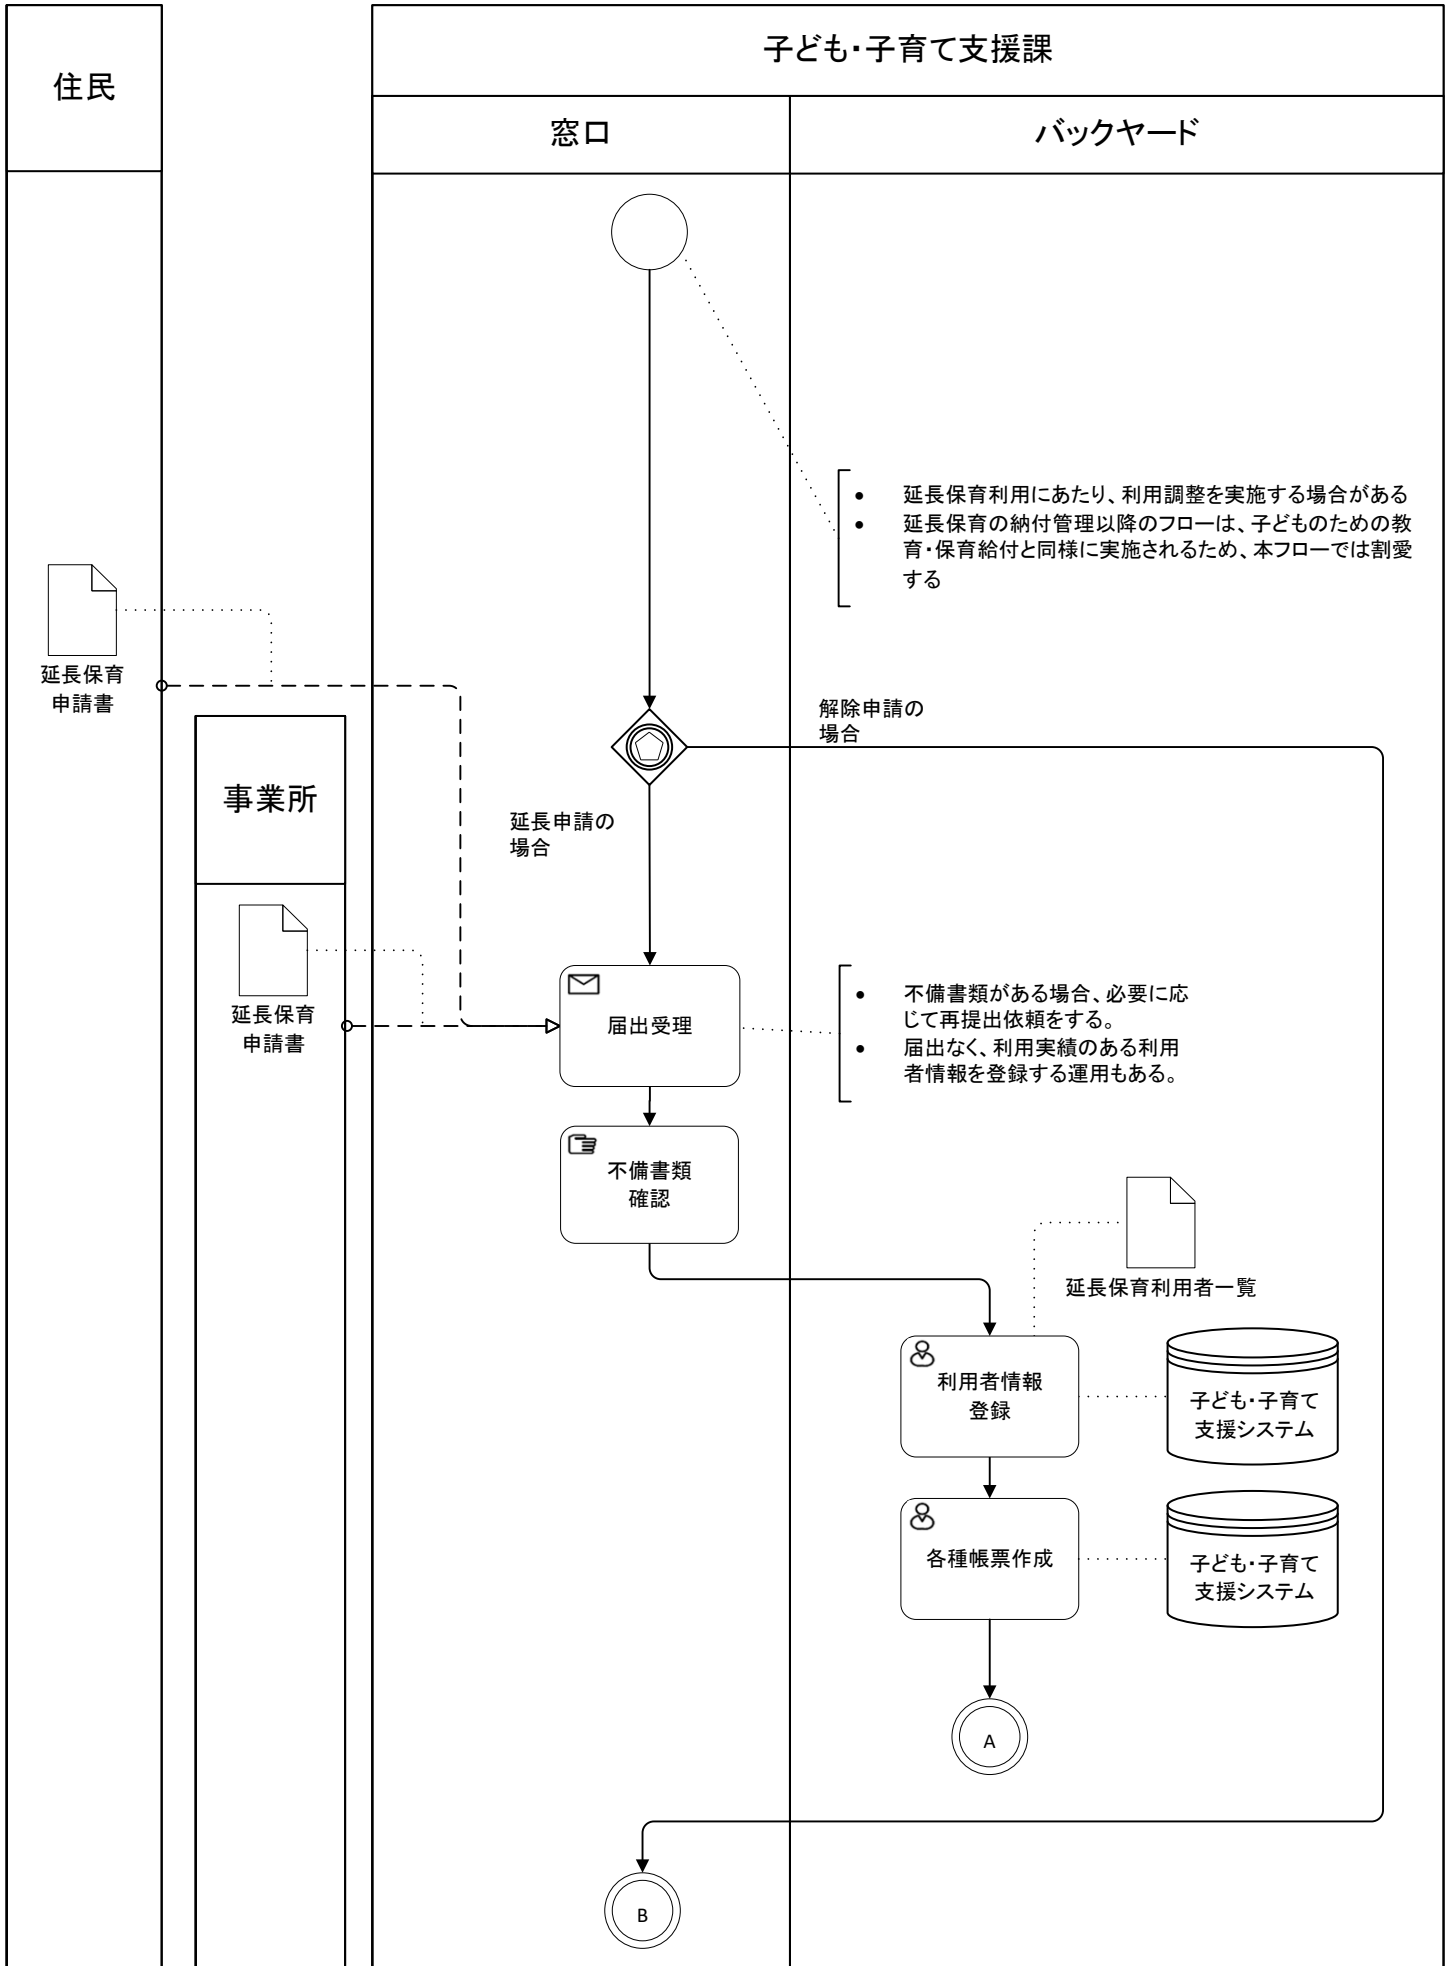 住民
子ども・子育て支援課
窓口
バックヤード
延長保育利用にあたり、利用調整を実施する場合がある
延長保育の納付管理以降のフローは、子どものための教
育・保育給付と同様に実施されるため、本フローでは割愛
する
延長保育
申請書
解除申請の
場合
事業所
延長申請の
場合
延長保育
申請書
届出受理
不備書類がある場合、必要に応
じて再提出依頼をする。
届出なく、利用実績のある利用
者情報を登録する運用もある。
不備書類
確認
延長保育利用者一覧
利用者情報
登録
子ども・子育て
支援システム
各種帳票作成
子ども・子育て
支援システム
A
B